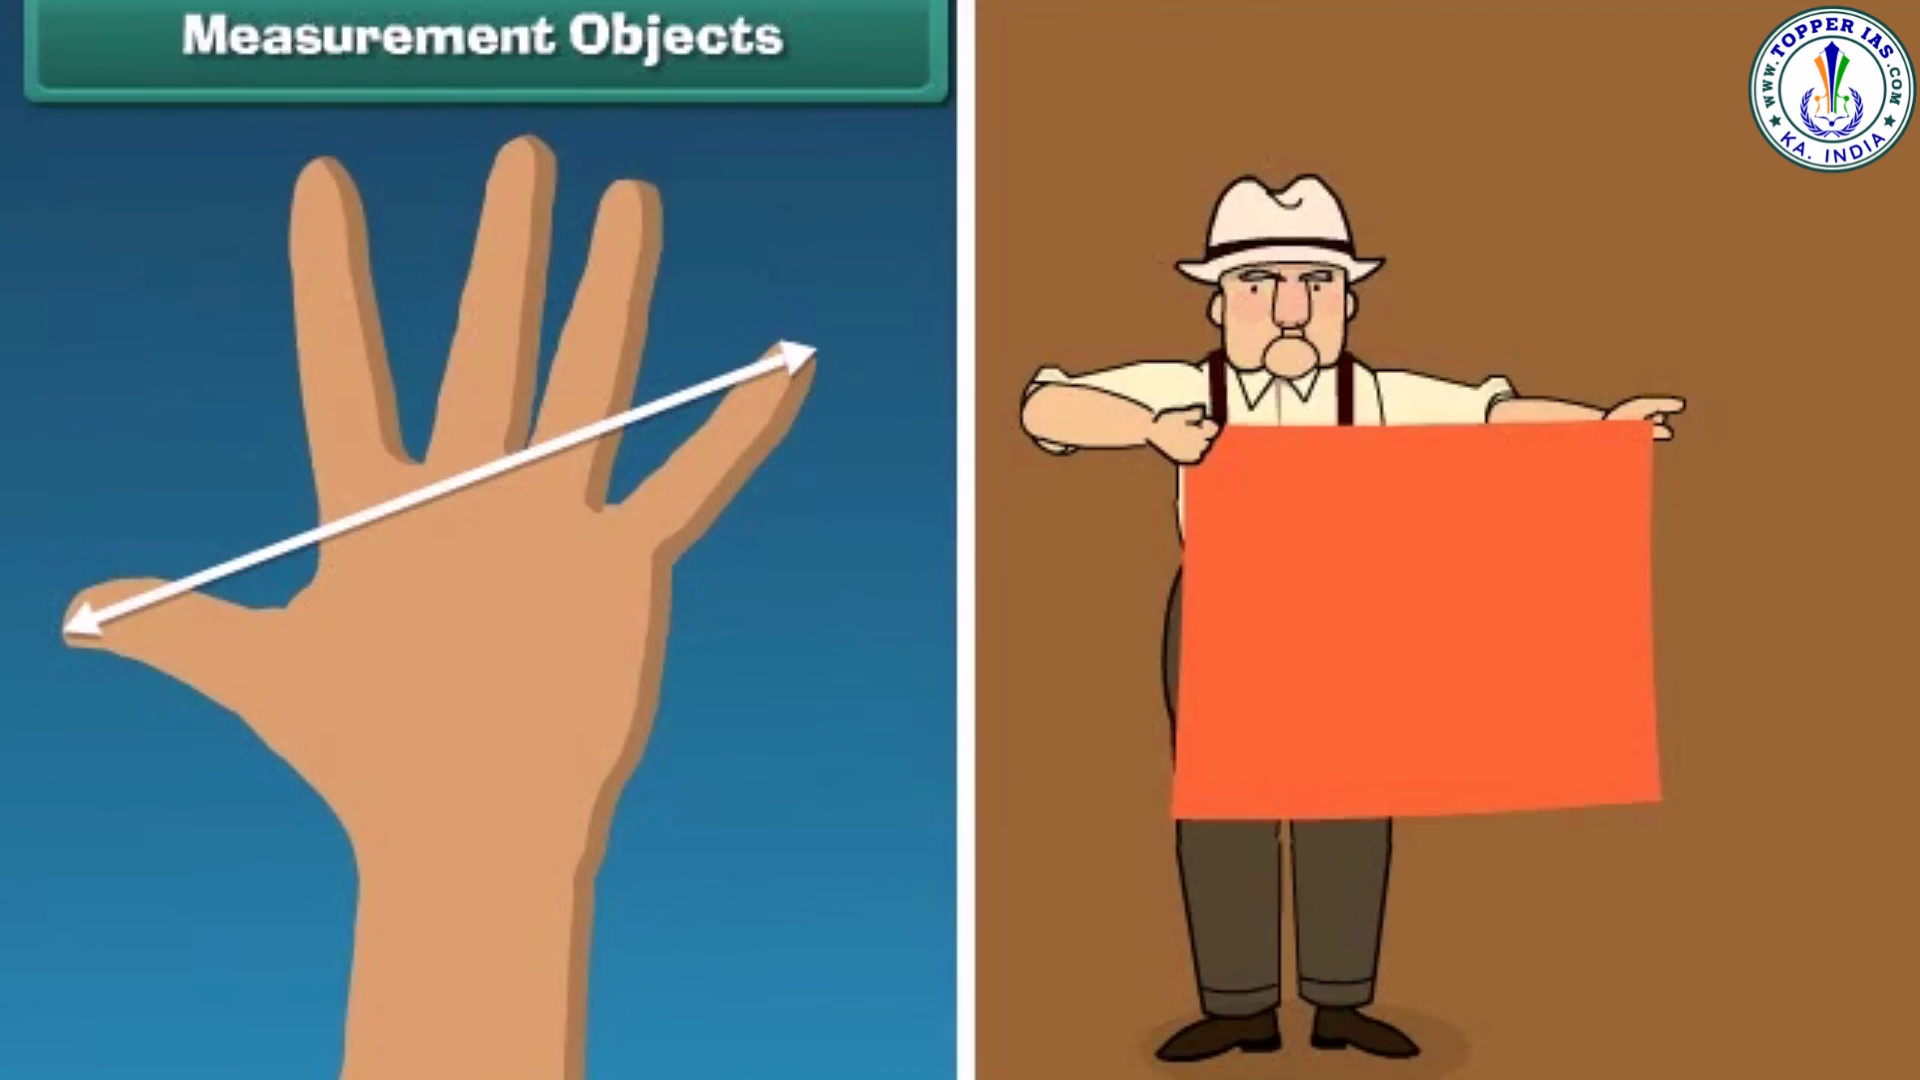 Measurement Objects
WWW.TOPPER IAS.COM
★ KA. INDIA ★